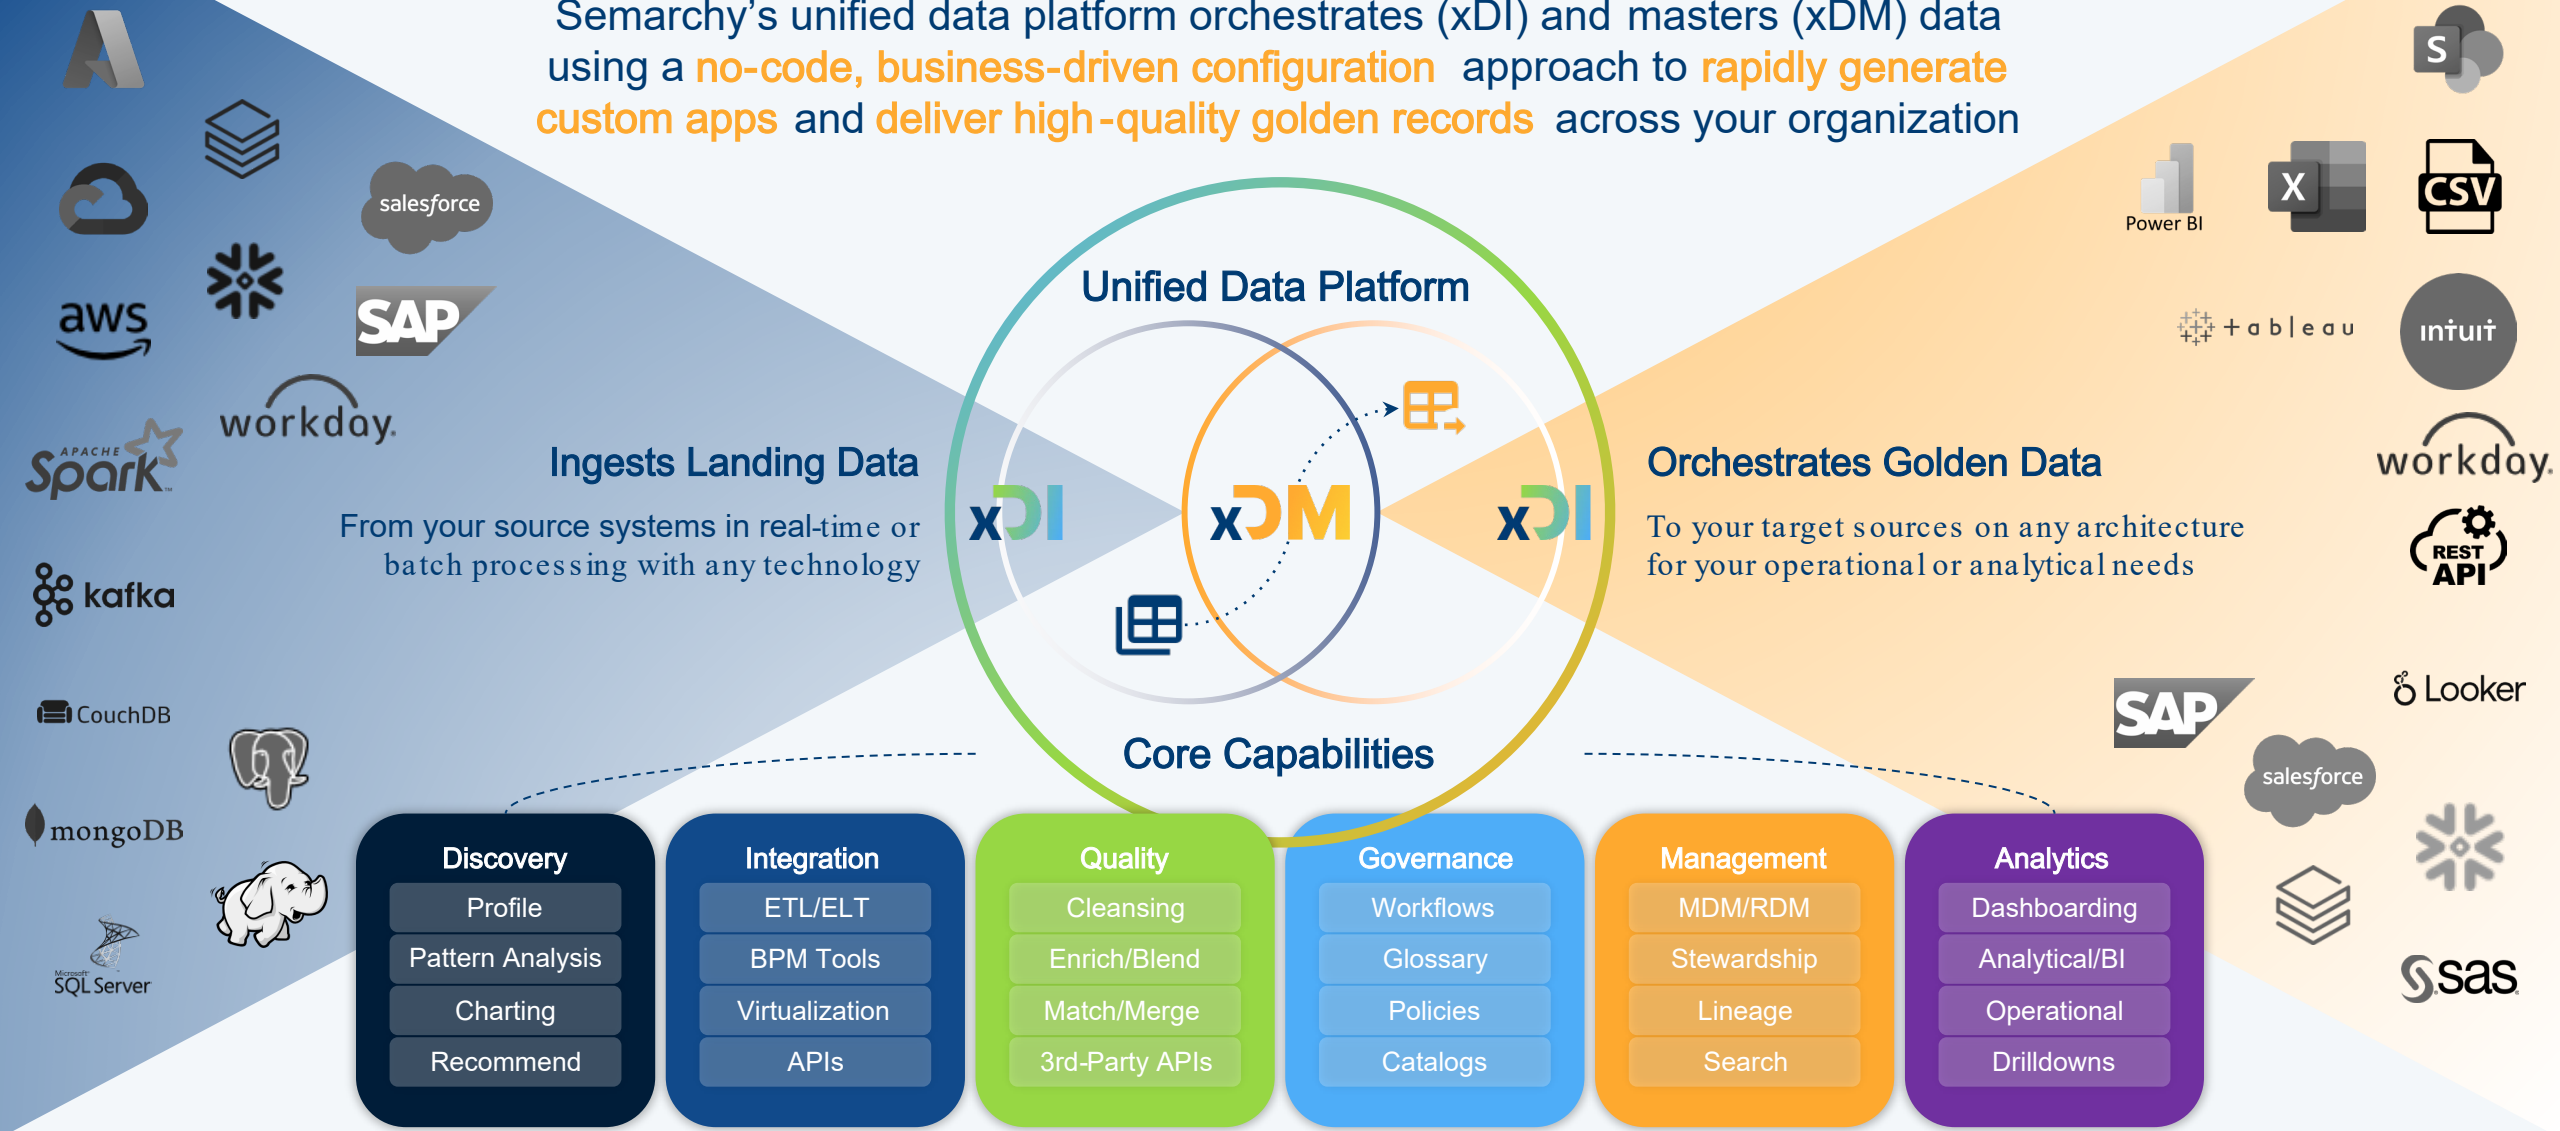 Semarchy's unified data platform orchestrates (xDI) and masters (xDM) data
using a no-code, business-driven configuration approach to rapidly generate
custom apps and deliver high-quality golden records across your organization
salesforce
aws
SAP
workday.
APACHE
Spark™
kafka
CouchDB
mongoDB
Microsoft®
SQL Server
Ingests Landing Data
From your source systems in real-time or
batch processing with any technology
Unified Data Platform
xDI
xDM
xDI
Core Capabilities
Orchestrates Golden Data
To your target sources on any architecture
for your operational or analytical needs
S
Power BI
X
CSV
+ableau
intuit
workday.
REST
API
SAP
Looker
salesforce
sas
Discovery
Profile
Pattern Analysis
Charting
Recommend
Integration
ETL/ELT
BPM Tools
Virtualization
APIs
Quality
Cleansing
Enrich/Blend
Match/Merge
3rd-Party APIs
Governance
Workflows
Glossary
Policies
Catalogs
Management
MDM/RDM
Stewardship
Lineage
Search
Analytics
Dashboarding
Analytical/BI
Operational
Drilldowns